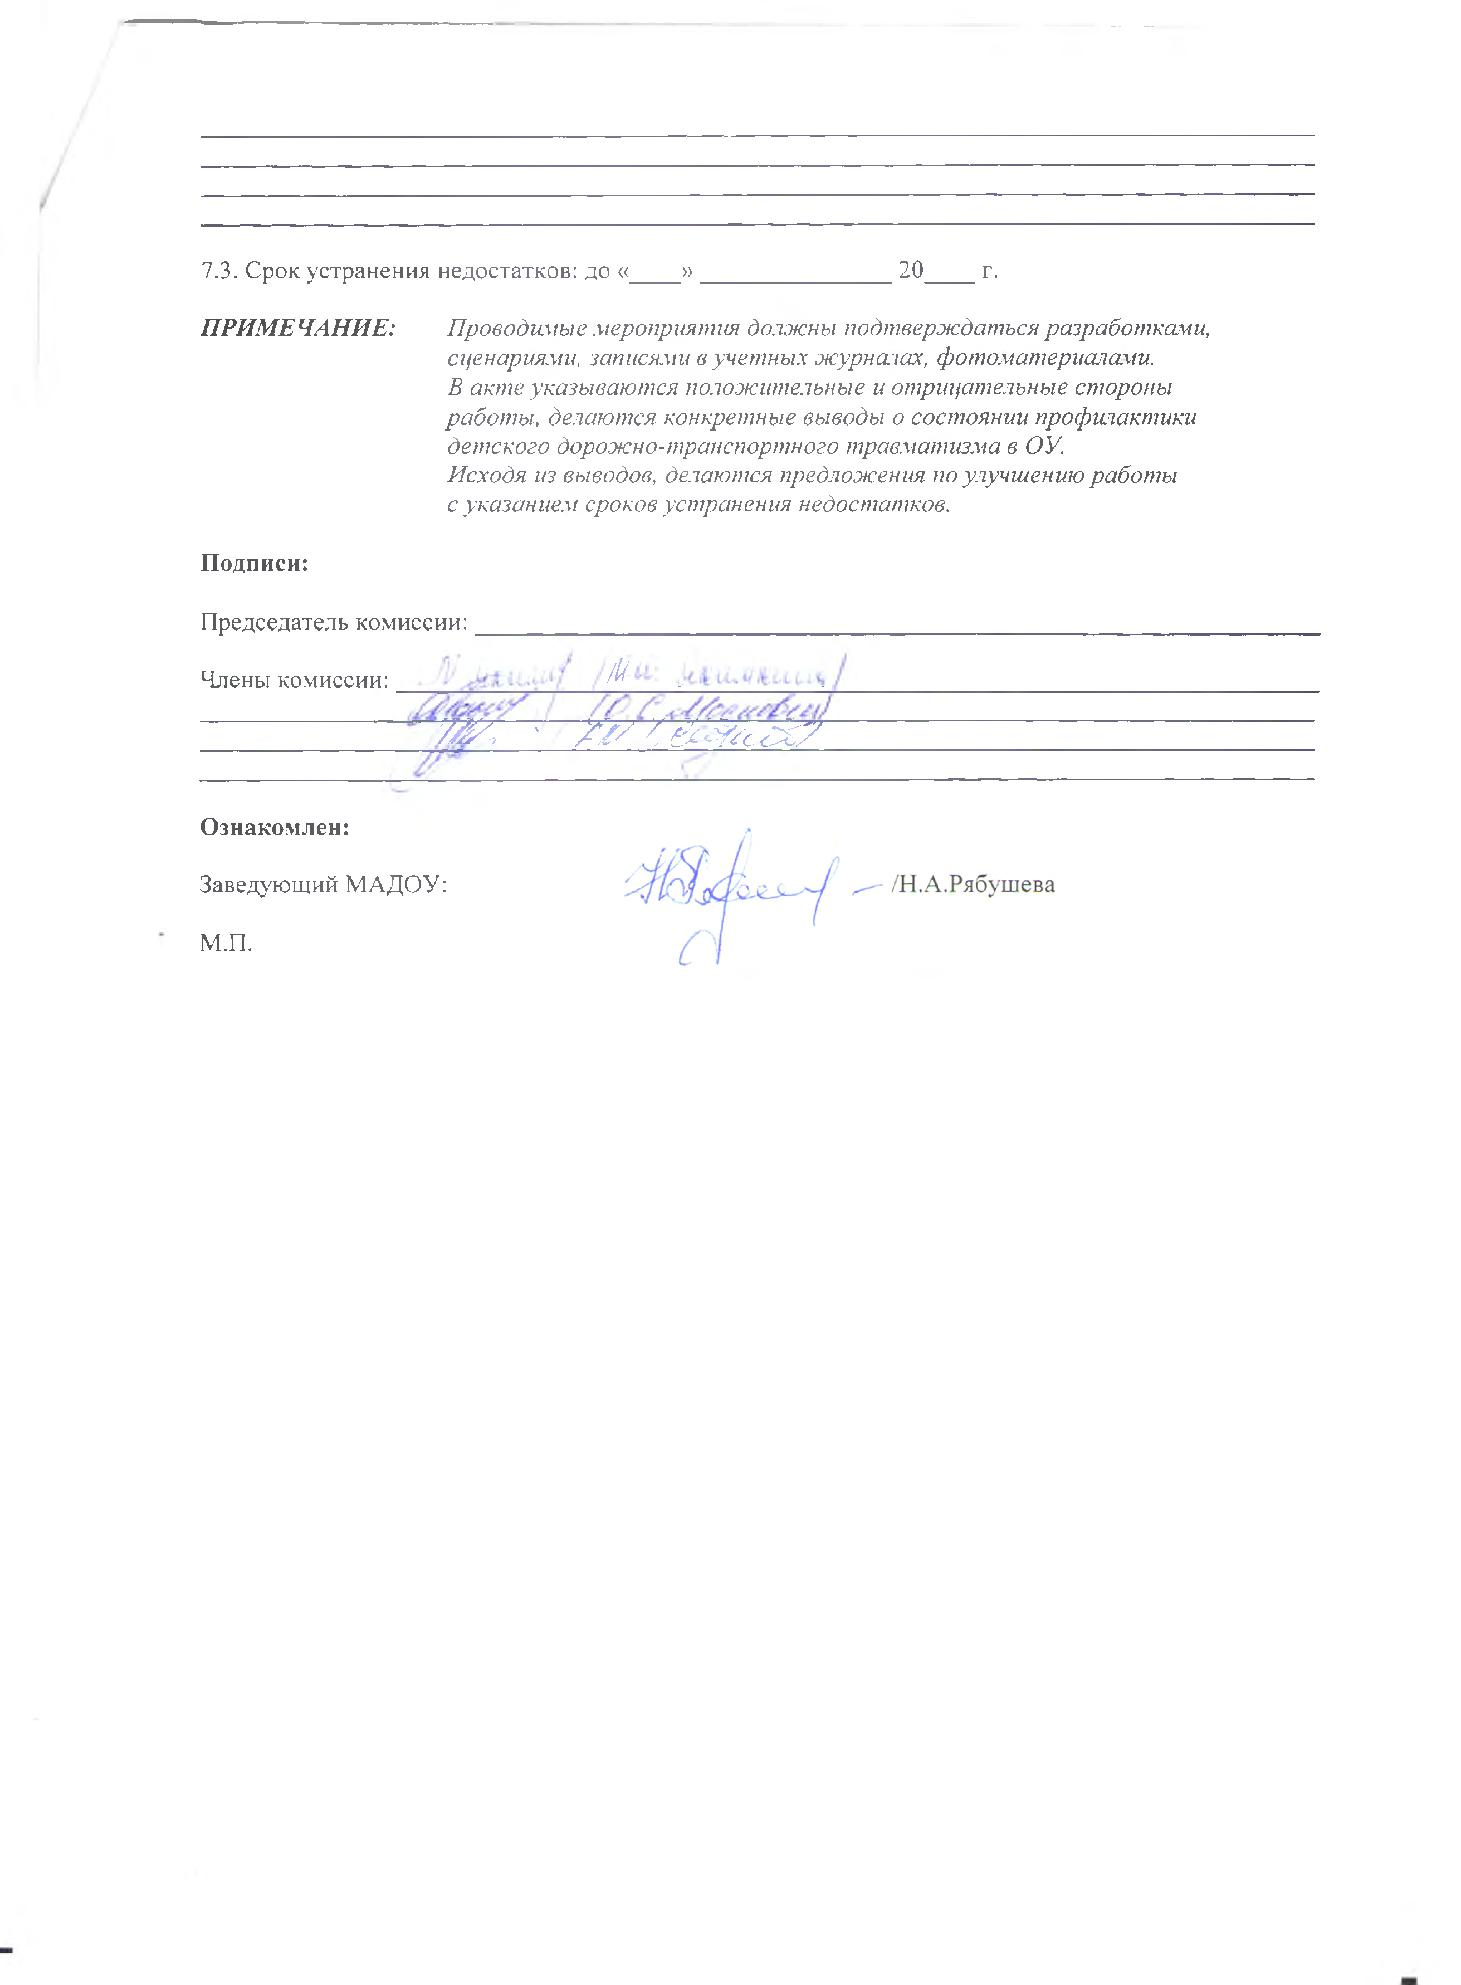 7.3. Срок устранения недостатков: до «____» _______________ 20____ г.
ПРИМЕЧАНИЕ: Проводимые мероприятия должны подтверждаться разработками,
сценариями, записями в учетных журналах, фотоматериалами.
В акте указываются положительные и отрицательные стороны
работы, делаются конкретные выводы о состоянии профилактики
детского дорожно-транспортного травматизма в ОУ.
Исходя из выводов, делаются предложения по улучшению работы
с указанием сроков устранения недостатков.
Подписи:
Председатель комиссии:
Члены комиссии:
Ознакомлен:
Заведующий МАДОУ: /Н.А.Рябушева
М.П.